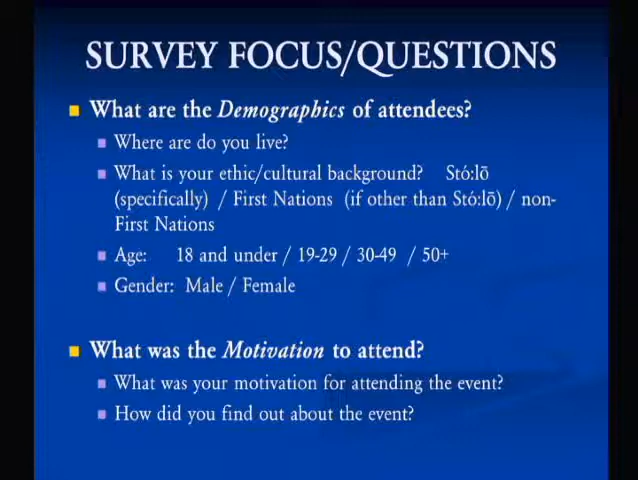 SURVEY FOCUS/QUESTIONS
What are the Demographics of attendees?
Where are do you live?
What is your ethic/cultural background? Stó:lō
(specifically) / First Nations (if other than Stó:lō) / non-
First Nations
Age: 18 and under / 19-29 / 30-49 / 50+
Gender: Male / Female
What was the Motivation to attend?
What was your motivation for attending the event?
How did you find out about the event?